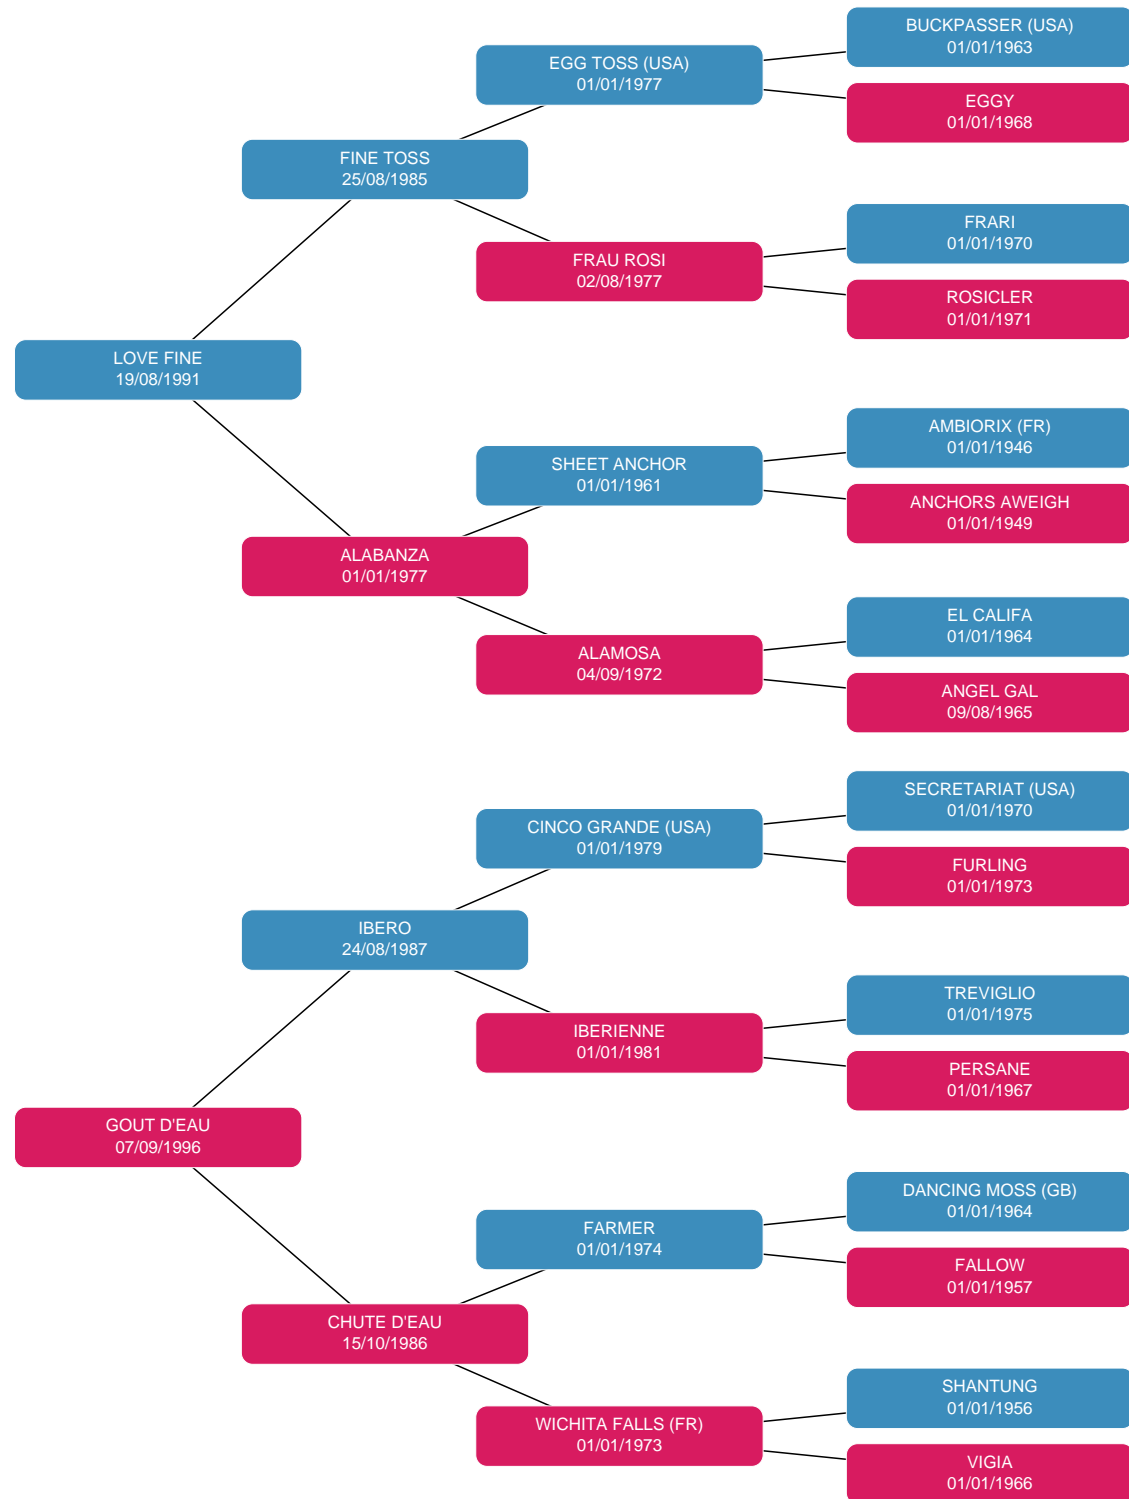 BUCKPASSER (USA)
01/01/1963
EGG TOSS (USA)
01/01/1977
EGGY
01/01/1968
FINE TOSS
25/08/1985
FRARI
01/01/1970
FRAU ROSI
02/08/1977
ROSICLER
01/01/1971
LOVE FINE
19/08/1991
AMBIORIX (FR)
01/01/1946
SHEET ANCHOR
01/01/1961
ANCHORS AWEIGH
01/01/1949
ALABANZA
01/01/1977
EL CALIFA
01/01/1964
ALAMOSA
04/09/1972
ANGEL GAL
09/08/1965
SECRETARIAT (USA)
01/01/1970
CINCO GRANDE (USA)
01/01/1979
FURLING
01/01/1973
IBERO
24/08/1987
TREVIGLIO
01/01/1975
IBERIENNE
01/01/1981
PERSANE
01/01/1967
GOUT D'EAU
07/09/1996
DANCING MOSS (GB)
01/01/1964
FARMER
01/01/1974
FALLOW
01/01/1957
CHUTE D'EAU
15/10/1986
SHANTUNG
01/01/1956
WICHITA FALLS (FR)
01/01/1973
VIGIA
01/01/1966